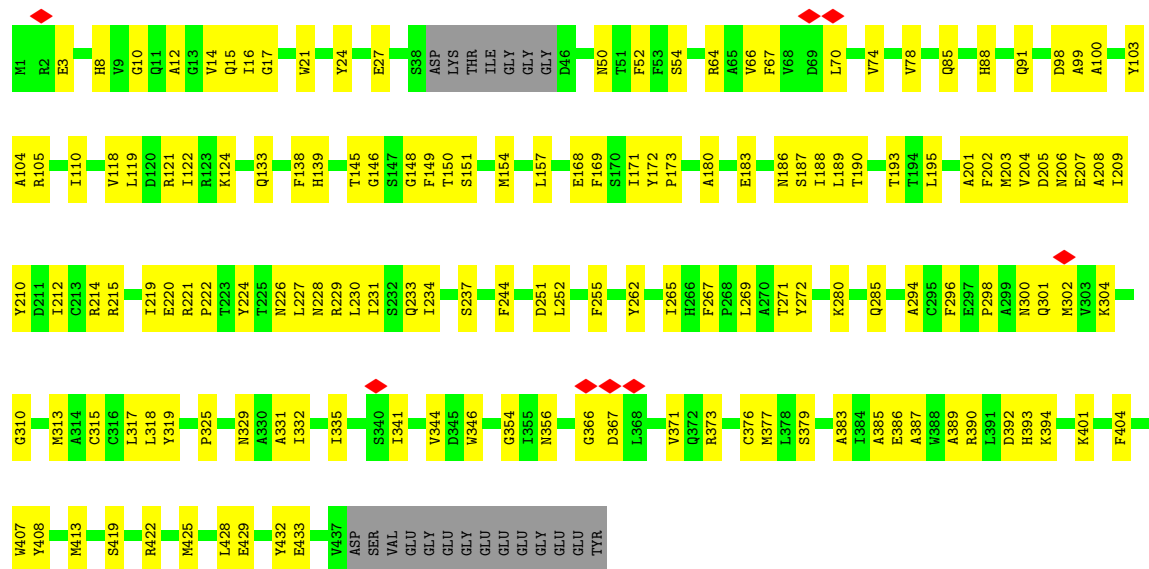 M1 R2 E3 H8 V9 G10 Q11 A12 G13 V14 Q15 I16 G17 W21 Y24 E27 S38 ASP LYS THR ILE GLY GLY GLY D46 N50 T51 F52 F53 S54 R64 A65 V66 F67 V68 D69 L70 V74 V78 Q85 H88 Q91 D98 A99 A100 Y103
A104 R105 I110 V118 L119 D120 R121 I122 R123 K124 Q133 F138 H139 T145 G146 S147 G148 F149 T150 S151 M154 L157 E168 F169 S170 I171 Y172 P173 A180 E183 N186 S187 I188 L189 T190 T193 T194 L195 A201 F202 M203 V204 D205 N206 E207 A208 I209
Y210 D211 I212 C213 R214 R215 I219 E220 R221 P222 T223 Y224 T225 N226 L227 N228 R229 L230 I231 S232 Q233 I234 S237 F244 D251 L252 F255 Y262 I265 H266 F267 P268 L269 A270 T271 Y272 K280 Q285 A294 C295 F296 E297 P298 A299 N300 Q301 M302 V303 K304
G310 M313 A314 C315 C316 L317 L318 Y319 P325 N329 A330 A331 I332 I335 S340 I341 V344 D345 W346 G354 I355 N356 G366 D367 L368 V371 Q372 R373 C376 M377 L378 S379 A383 I384 A385 E386 A387 W388 A389 R390 L391 D392 H393 K394 K401 F404
W407 Y408 M413 S419 R422 M425 L428 E429 Y432 E433 V437 ASP SER VAL GLU GLY GLU GLY GLU GLU GLU GLY GLU GLU TYR